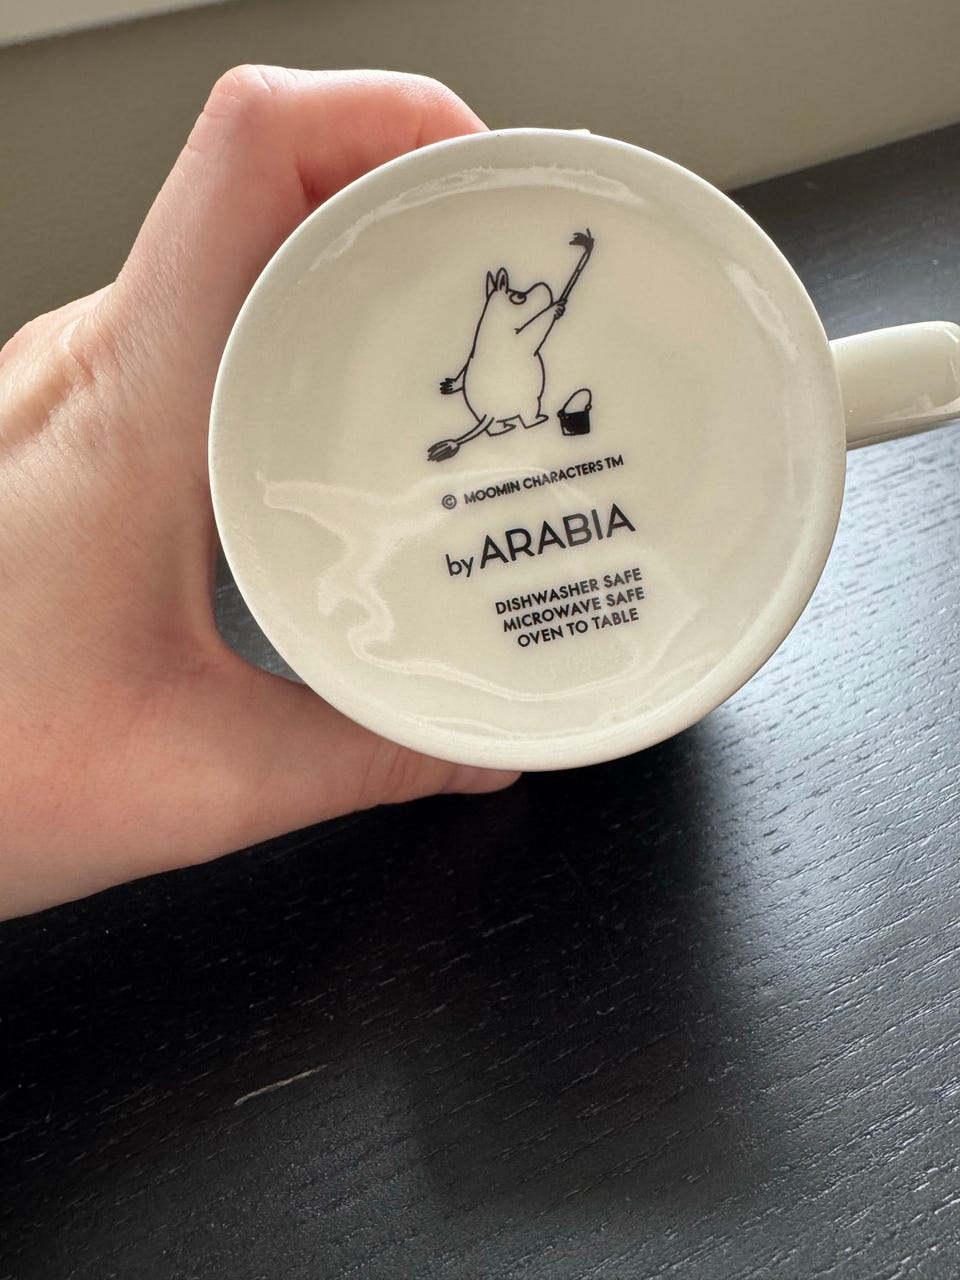 © MOOMIN CHARACTERS TM
by ARABIA
DISHWASHER SAFE
MICROWAVE SAFE
OVEN TO TABLE